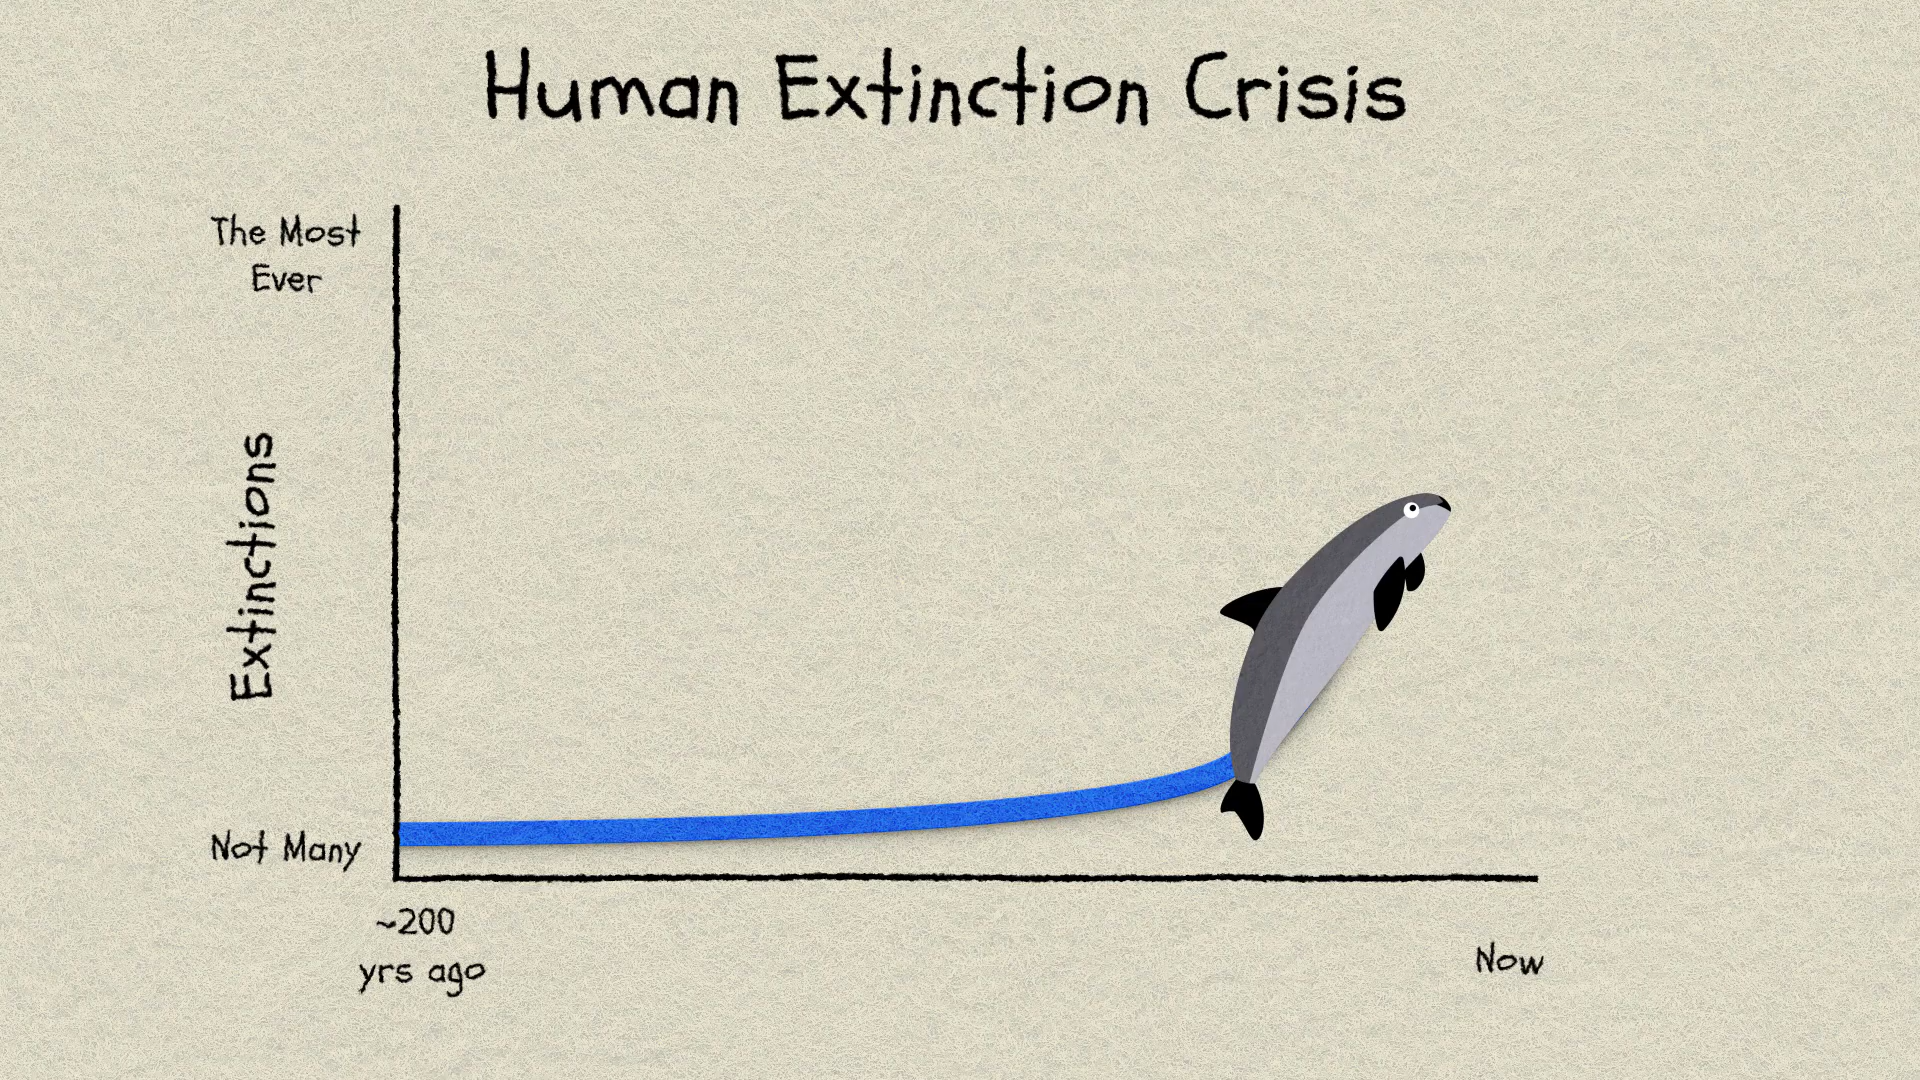 Human Extinction Crisis
The Most
Ever
Extinctions
Not Many
~200
yrs ago
Now